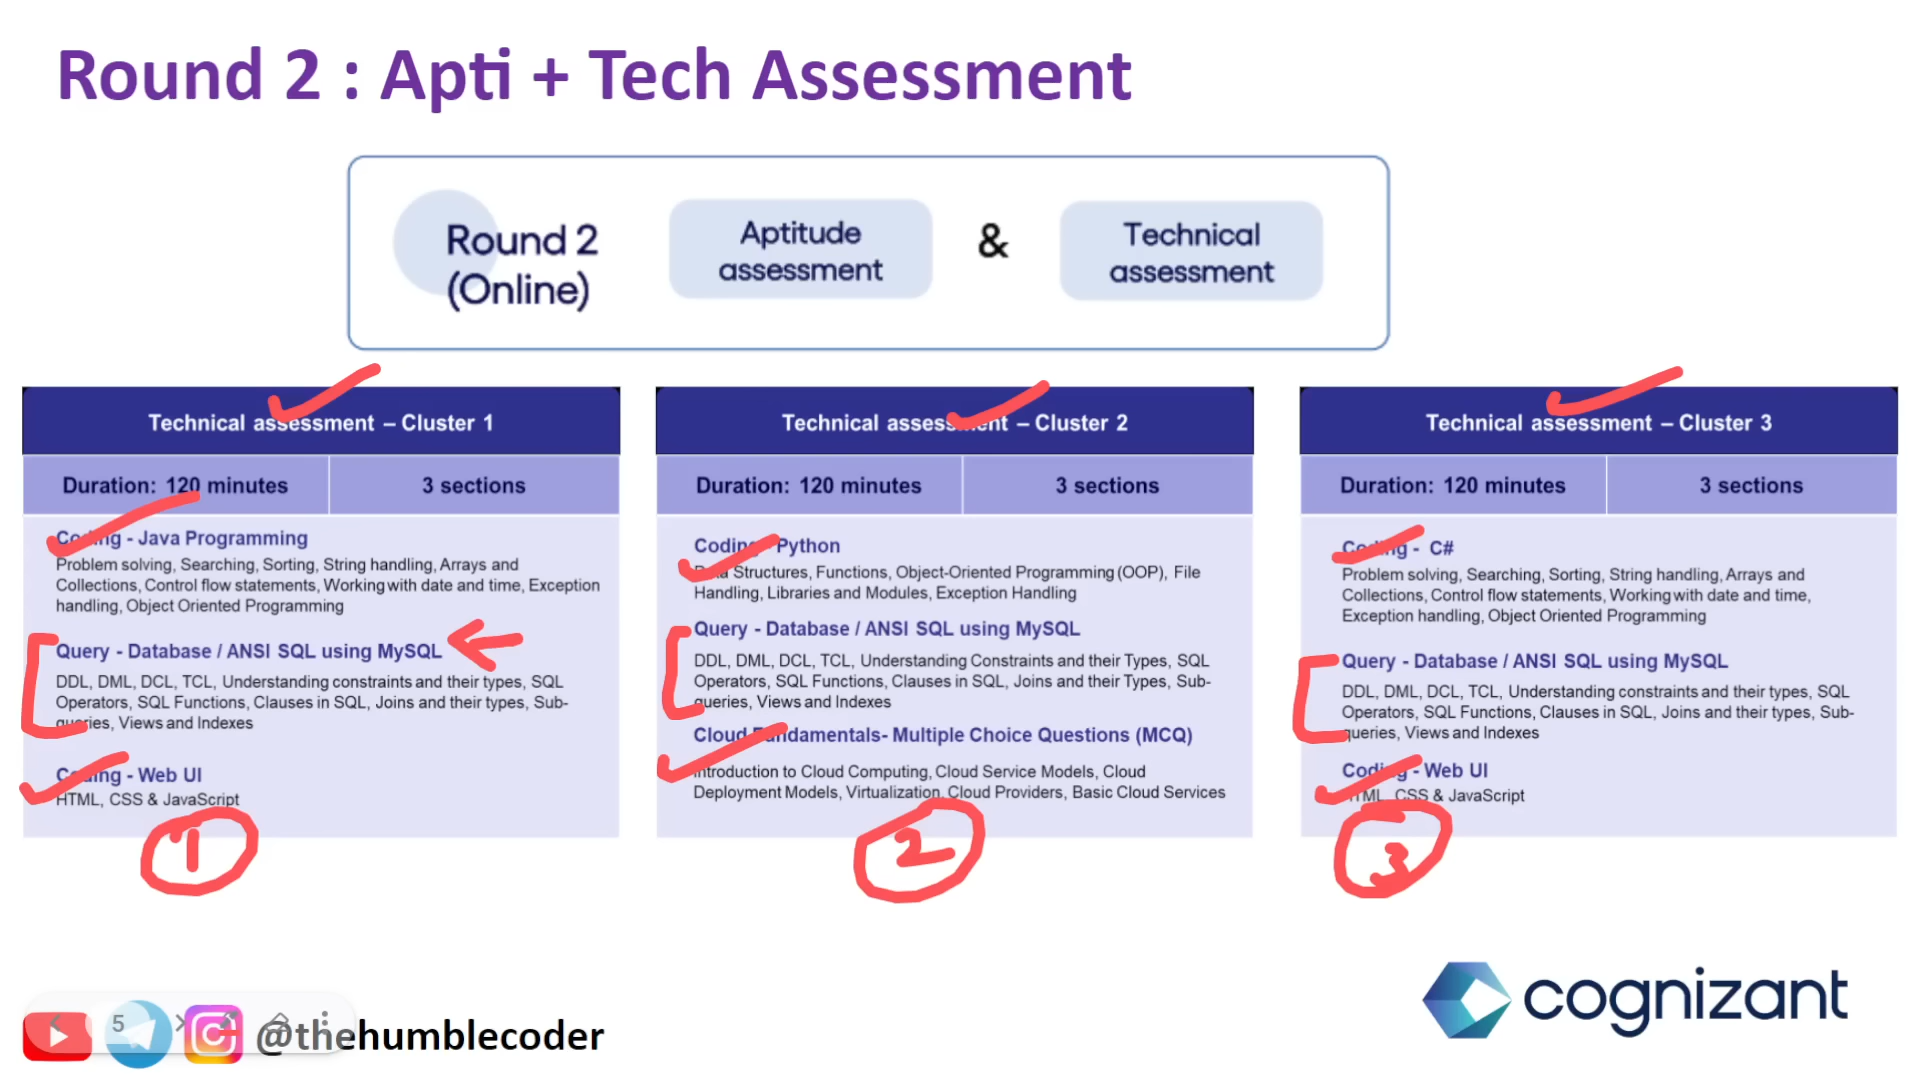 Round 2 : Apti + Tech Assessment
Round 2
(Online)
Aptitude
assessment
&
Technical
assessment
Technical assessment – Cluster 1
Duration: 120 minutes
3 sections
Coding - Java Programming
Problem solving, Searching, Sorting, String handling, Arrays and
Collections, Control flow statements, Working with date and time, Exception
handling, Object Oriented Programming
Query - Database / ANSI SQL using MySQL
DDL, DML, DCL, TCL, Understanding constraints and their types, SQL
Operators, SQL Functions, Clauses in SQL, Joins and their types, Sub-
queries, Views and Indexes
Coding - Web UI
HTML, CSS & JavaScript
1
Technical assessment – Cluster 2
Duration: 120 minutes
3 sections
Coding - Python
Data Structures, Functions, Object-Oriented Programming (OOP), File
Handling, Libraries and Modules, Exception Handling
Query - Database / ANSI SQL using MySQL
DDL, DML, DCL, TCL, Understanding Constraints and their Types, SQL
Operators, SQL Functions, Clauses in SQL, Joins and their Types, Sub-
queries, Views and Indexes
Cloud Fundamentals- Multiple Choice Questions (MCQ)
Introduction to Cloud Computing, Cloud Service Models, Cloud
Deployment Models, Virtualization, Cloud Providers, Basic Cloud Services
2
Technical assessment – Cluster 3
Duration: 120 minutes
3 sections
Coding - C#
Problem solving, Searching, Sorting, String handling, Arrays and
Collections, Control flow statements, Working with date and time,
Exception handling, Object Oriented Programming
Query - Database / ANSI SQL using MySQL
DDL, DML, DCL, TCL, Understanding constraints and their types, SQL
Operators, SQL Functions, Clauses in SQL, Joins and their types, Sub-
queries, Views and Indexes
Coding - Web UI
HTML, CSS & JavaScript
3
cognizant
5
@thehumblecoder